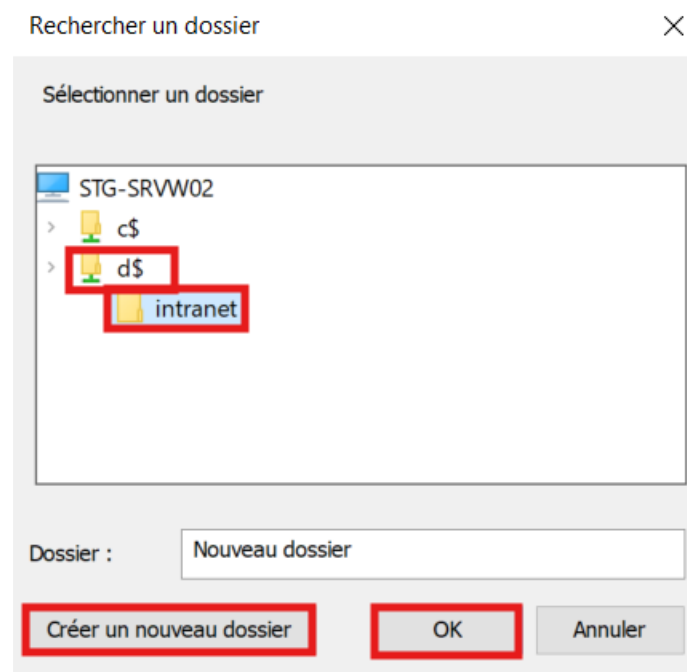 Rechercher un dossier
Sélectionner un dossier
STG-SRVW02
c$
d$
intranet
Dossier : Nouveau dossier
Créer un nouveau dossier OK Annuler